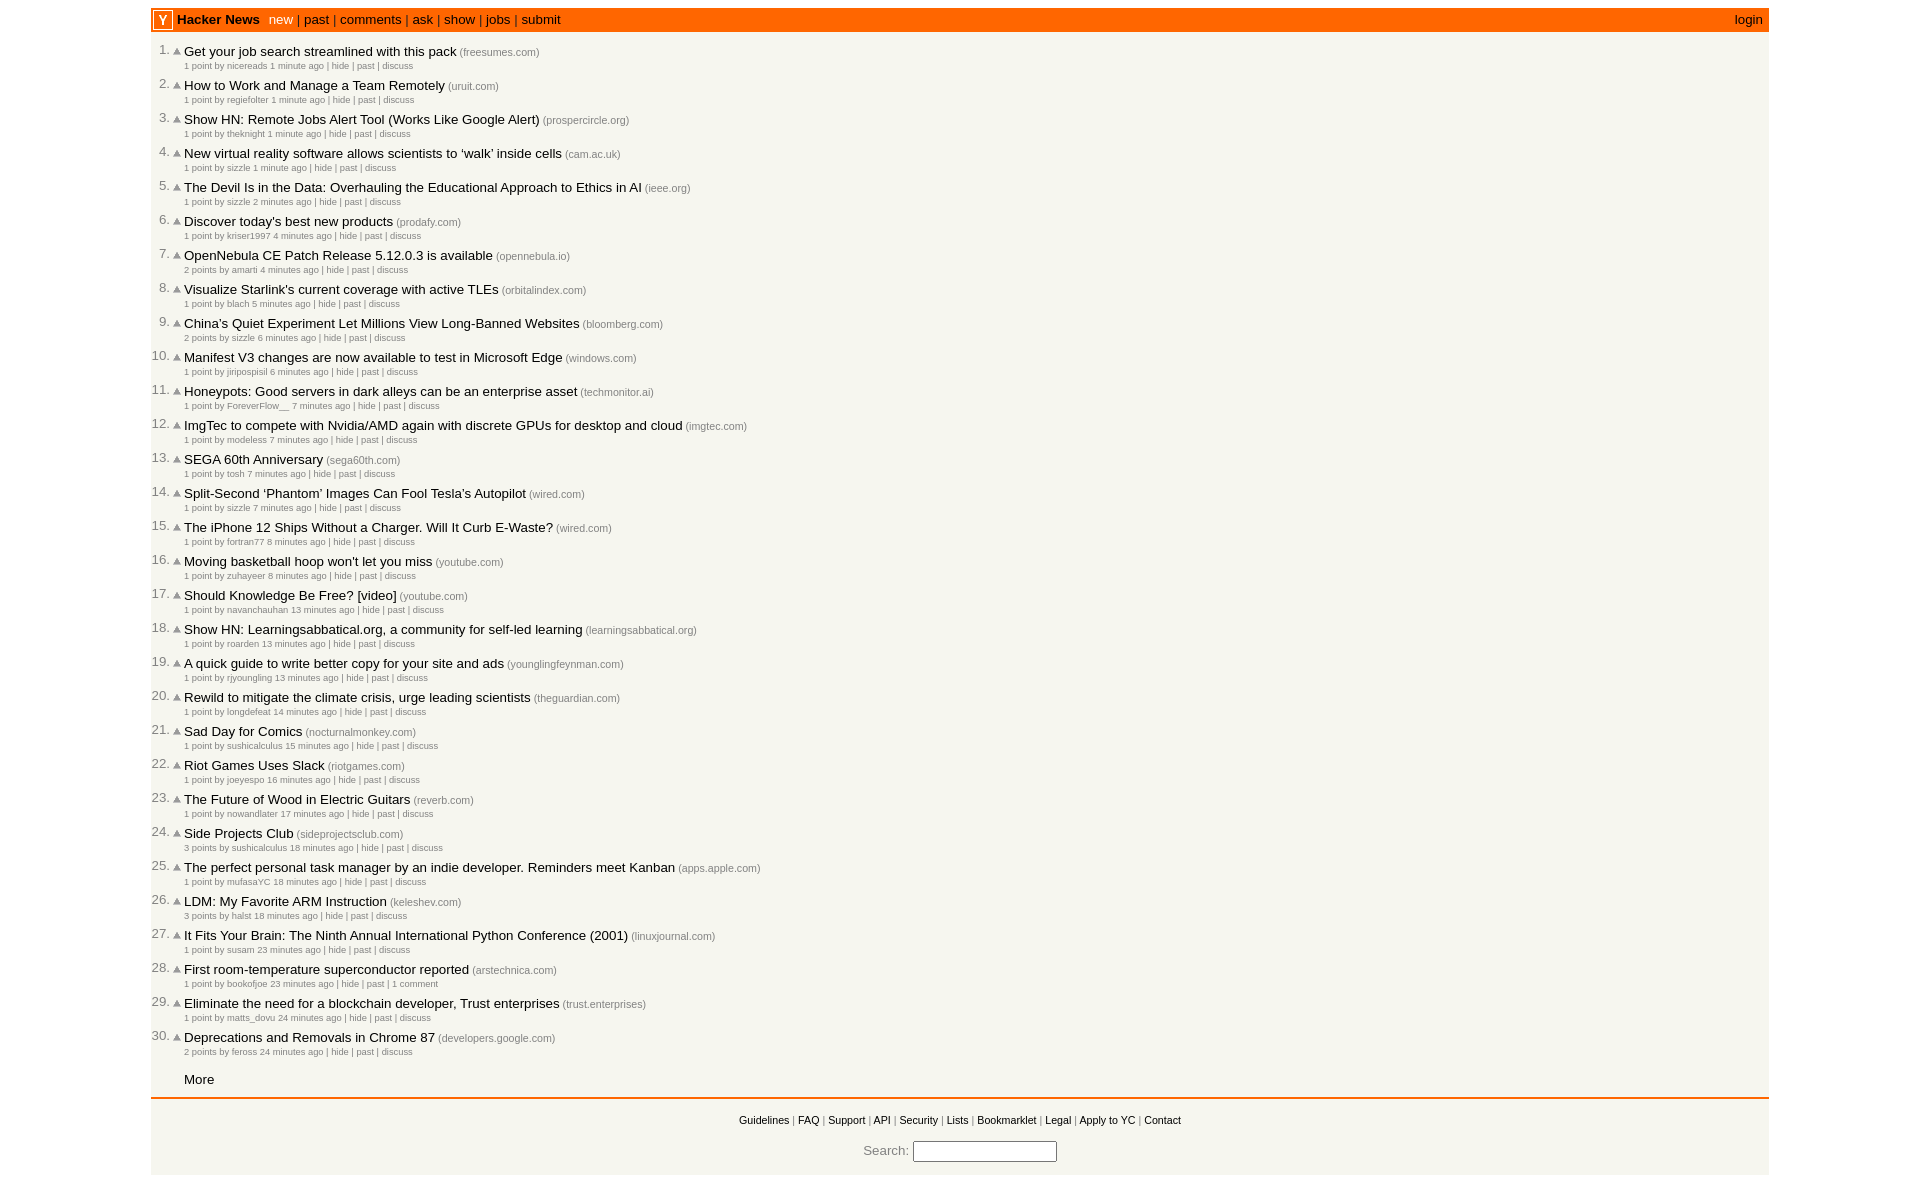 Y Hacker News new | past | comments | ask | show | jobs | submit login
1. Get your job search streamlined with this pack (freesumes.com)
1 point by nicereads 1 minute ago | hide | past | discuss
2. How to Work and Manage a Team Remotely (uruit.com)
1 point by regiefolter 1 minute ago | hide | past | discuss
3. Show HN: Remote Jobs Alert Tool (Works Like Google Alert) (prospercircle.org)
1 point by theknight 1 minute ago | hide | past | discuss
4. New virtual reality software allows scientists to ‘walk’ inside cells (cam.ac.uk)
1 point by sizzle 1 minute ago | hide | past | discuss
5. The Devil Is in the Data: Overhauling the Educational Approach to Ethics in AI (ieee.org)
1 point by sizzle 2 minutes ago | hide | past | discuss
6. Discover today's best new products (prodafy.com)
1 point by kriser1997 4 minutes ago | hide | past | discuss
7. OpenNebula CE Patch Release 5.12.0.3 is available (opennebula.io)
2 points by amarti 4 minutes ago | hide | past | discuss
8. Visualize Starlink's current coverage with active TLEs (orbitalindex.com)
1 point by blach 5 minutes ago | hide | past | discuss
9. China’s Quiet Experiment Let Millions View Long-Banned Websites (bloomberg.com)
2 points by sizzle 6 minutes ago | hide | past | discuss
10. Manifest V3 changes are now available to test in Microsoft Edge (windows.com)
1 point by jiripospisil 6 minutes ago | hide | past | discuss
11. Honeypots: Good servers in dark alleys can be an enterprise asset (techmonitor.ai)
1 point by ForeverFlow__ 7 minutes ago | hide | past | discuss
12. ImgTec to compete with Nvidia/AMD again with discrete GPUs for desktop and cloud (imgtec.com)
1 point by modeless 7 minutes ago | hide | past | discuss
13. SEGA 60th Anniversary (sega60th.com)
1 point by tosh 7 minutes ago | hide | past | discuss
14. Split-Second ‘Phantom’ Images Can Fool Tesla’s Autopilot (wired.com)
1 point by sizzle 7 minutes ago | hide | past | discuss
15. The iPhone 12 Ships Without a Charger. Will It Curb E-Waste? (wired.com)
1 point by fortran77 8 minutes ago | hide | past | discuss
16. Moving basketball hoop won't let you miss (youtube.com)
1 point by zuhayeer 8 minutes ago | hide | past | discuss
17. Should Knowledge Be Free? [video] (youtube.com)
1 point by navanchauhan 13 minutes ago | hide | past | discuss
18. Show HN: Learningsabbatical.org, a community for self-led learning (learningsabbatical.org)
1 point by roarden 13 minutes ago | hide | past | discuss
19. A quick guide to write better copy for your site and ads (younglingfeynman.com)
1 point by rjyoungling 13 minutes ago | hide | past | discuss
20. Rewild to mitigate the climate crisis, urge leading scientists (theguardian.com)
1 point by longdefeat 14 minutes ago | hide | past | discuss
21. Sad Day for Comics (nocturnalmonkey.com)
1 point by sushicalculus 15 minutes ago | hide | past | discuss
22. Riot Games Uses Slack (riotgames.com)
1 point by joeyespo 16 minutes ago | hide | past | discuss
23. The Future of Wood in Electric Guitars (reverb.com)
1 point by nowandlater 17 minutes ago | hide | past | discuss
24. Side Projects Club (sideprojectsclub.com)
3 points by sushicalculus 18 minutes ago | hide | past | discuss
25. The perfect personal task manager by an indie developer. Reminders meet Kanban (apps.apple.com)
1 point by mufasaYC 18 minutes ago | hide | past | discuss
26. LDM: My Favorite ARM Instruction (keleshev.com)
3 points by halst 18 minutes ago | hide | past | discuss
27. It Fits Your Brain: The Ninth Annual International Python Conference (2001) (linuxjournal.com)
1 point by susam 23 minutes ago | hide | past | discuss
28. First room-temperature superconductor reported (arstechnica.com)
1 point by bookofjoe 23 minutes ago | hide | past | 1 comment
29. Eliminate the need for a blockchain developer, Trust enterprises (trust.enterprises)
1 point by matts_dovu 24 minutes ago | hide | past | discuss
30. Deprecations and Removals in Chrome 87 (developers.google.com)
2 points by feross 24 minutes ago | hide | past | discuss
More
Guidelines | FAQ | Support | API | Security | Lists | Bookmarklet | Legal | Apply to YC | Contact
Search: